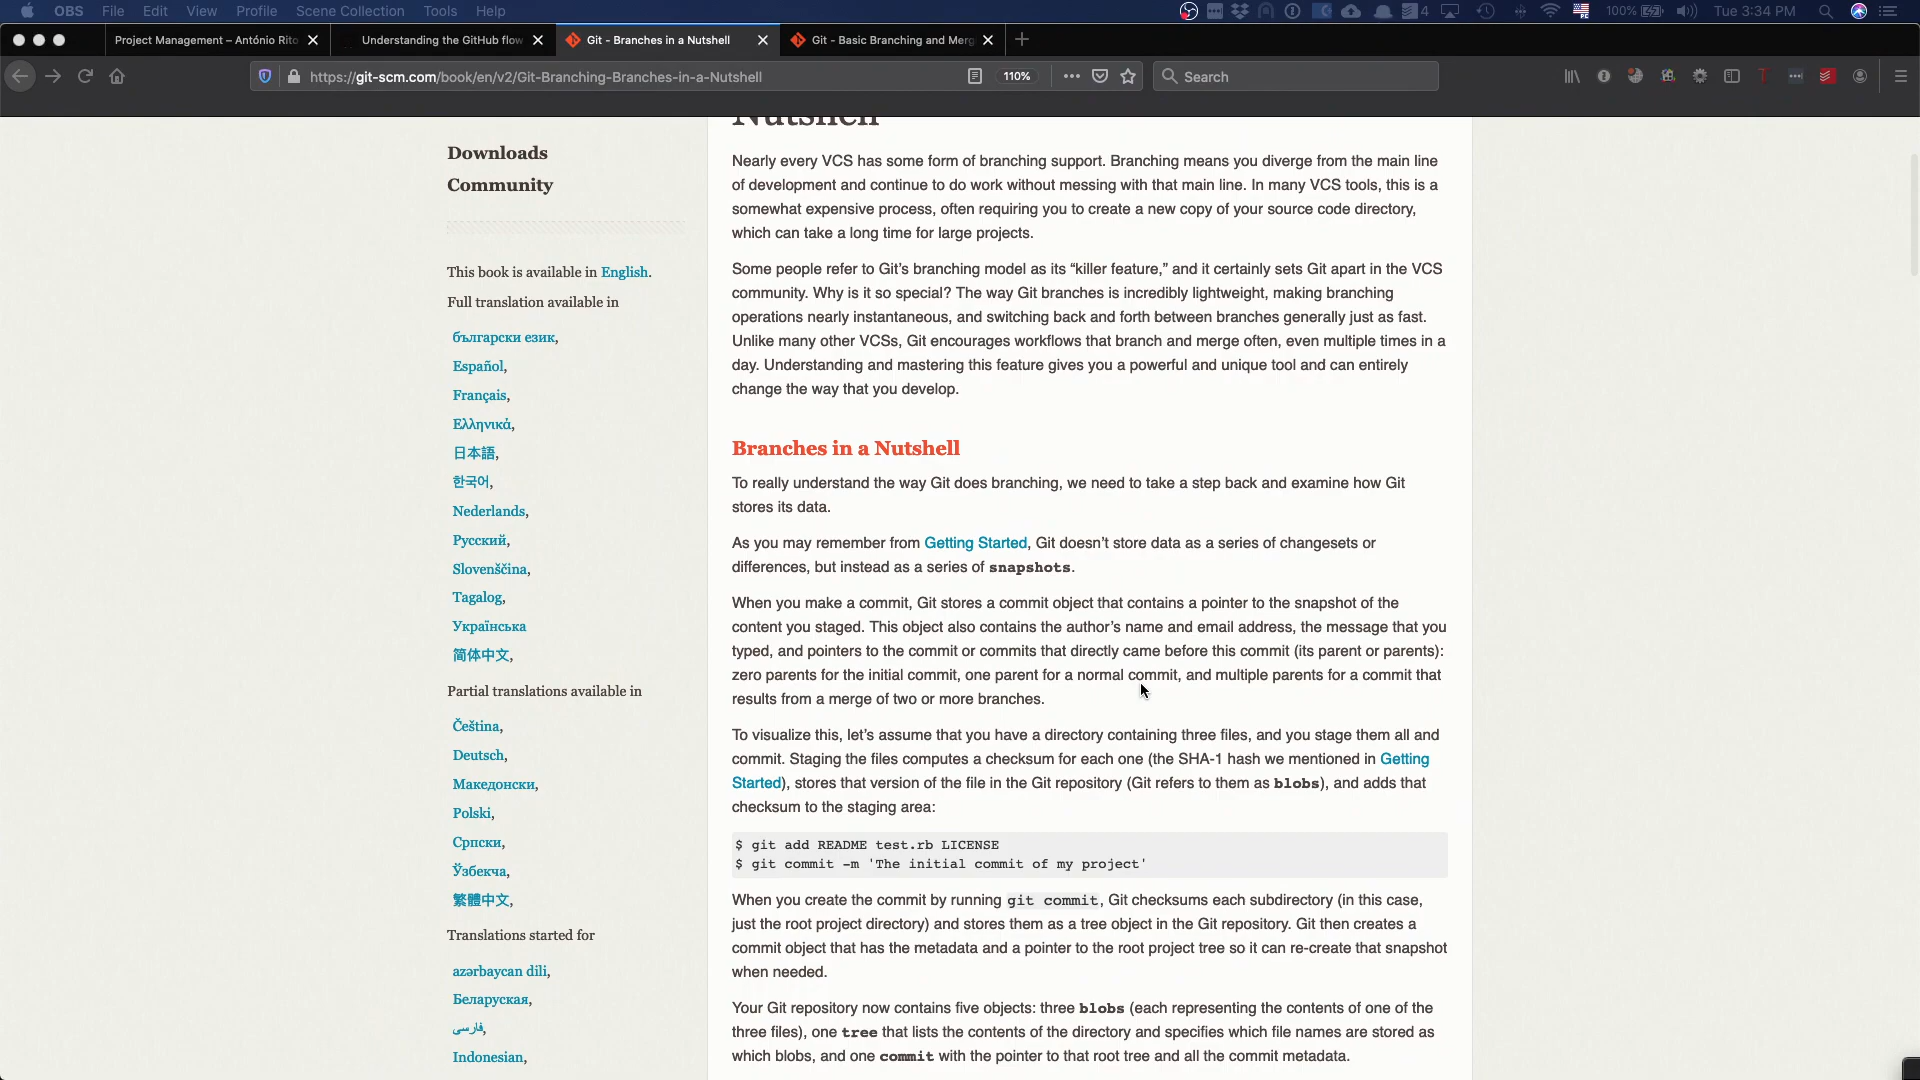 OBS File Edit View Profile Scene Collection Tools Help 4 100% Tue 3:34 PM
Project Management – António Rito Understanding the GitHub flow Git - Branches in a Nutshell Git - Basic Branching and Merg
https://git-scm.com/book/en/v2/Git-Branching-Branches-in-a-Nutshell 110% Search
Nutshell
Downloads
Community
This book is available in English.
Full translation available in
български език,
Español,
Français,
Ελληνικά,
日本語,
한국어,
Nederlands,
Русский,
Slovenščina,
Tagalog,
Українська
简体中文,
Partial translations available in
Čeština,
Deutsch,
Македонски,
Polski,
Српски,
Ўзбекча,
繁體中文,
Translations started for
azərbaycan dili,
Беларуская,
فارسی,
Indonesian,
Nearly every VCS has some form of branching support. Branching means you diverge from the main line
of development and continue to do work without messing with that main line. In many VCS tools, this is a
somewhat expensive process, often requiring you to create a new copy of your source code directory,
which can take a long time for large projects.
Some people refer to Git’s branching model as its “killer feature,” and it certainly sets Git apart in the VCS
community. Why is it so special? The way Git branches is incredibly lightweight, making branching
operations nearly instantaneous, and switching back and forth between branches generally just as fast.
Unlike many other VCSs, Git encourages workflows that branch and merge often, even multiple times in a
day. Understanding and mastering this feature gives you a powerful and unique tool and can entirely
change the way that you develop.
Branches in a Nutshell
To really understand the way Git does branching, we need to take a step back and examine how Git
stores its data.
As you may remember from Getting Started, Git doesn’t store data as a series of changesets or
differences, but instead as a series of snapshots.
When you make a commit, Git stores a commit object that contains a pointer to the snapshot of the
content you staged. This object also contains the author’s name and email address, the message that you
typed, and pointers to the commit or commits that directly came before this commit (its parent or parents):
zero parents for the initial commit, one parent for a normal commit, and multiple parents for a commit that
results from a merge of two or more branches.
To visualize this, let’s assume that you have a directory containing three files, and you stage them all and
commit. Staging the files computes a checksum for each one (the SHA-1 hash we mentioned in Getting
Started), stores that version of the file in the Git repository (Git refers to them as blobs), and adds that
checksum to the staging area:
$ git add README test.rb LICENSE
$ git commit -m 'The initial commit of my project'
When you create the commit by running git commit, Git checksums each subdirectory (in this case,
just the root project directory) and stores them as a tree object in the Git repository. Git then creates a
commit object that has the metadata and a pointer to the root project tree so it can re-create that snapshot
when needed.
Your Git repository now contains five objects: three blobs (each representing the contents of one of the
three files), one tree that lists the contents of the directory and specifies which file names are stored as
which blobs, and one commit with the pointer to that root tree and all the commit metadata.